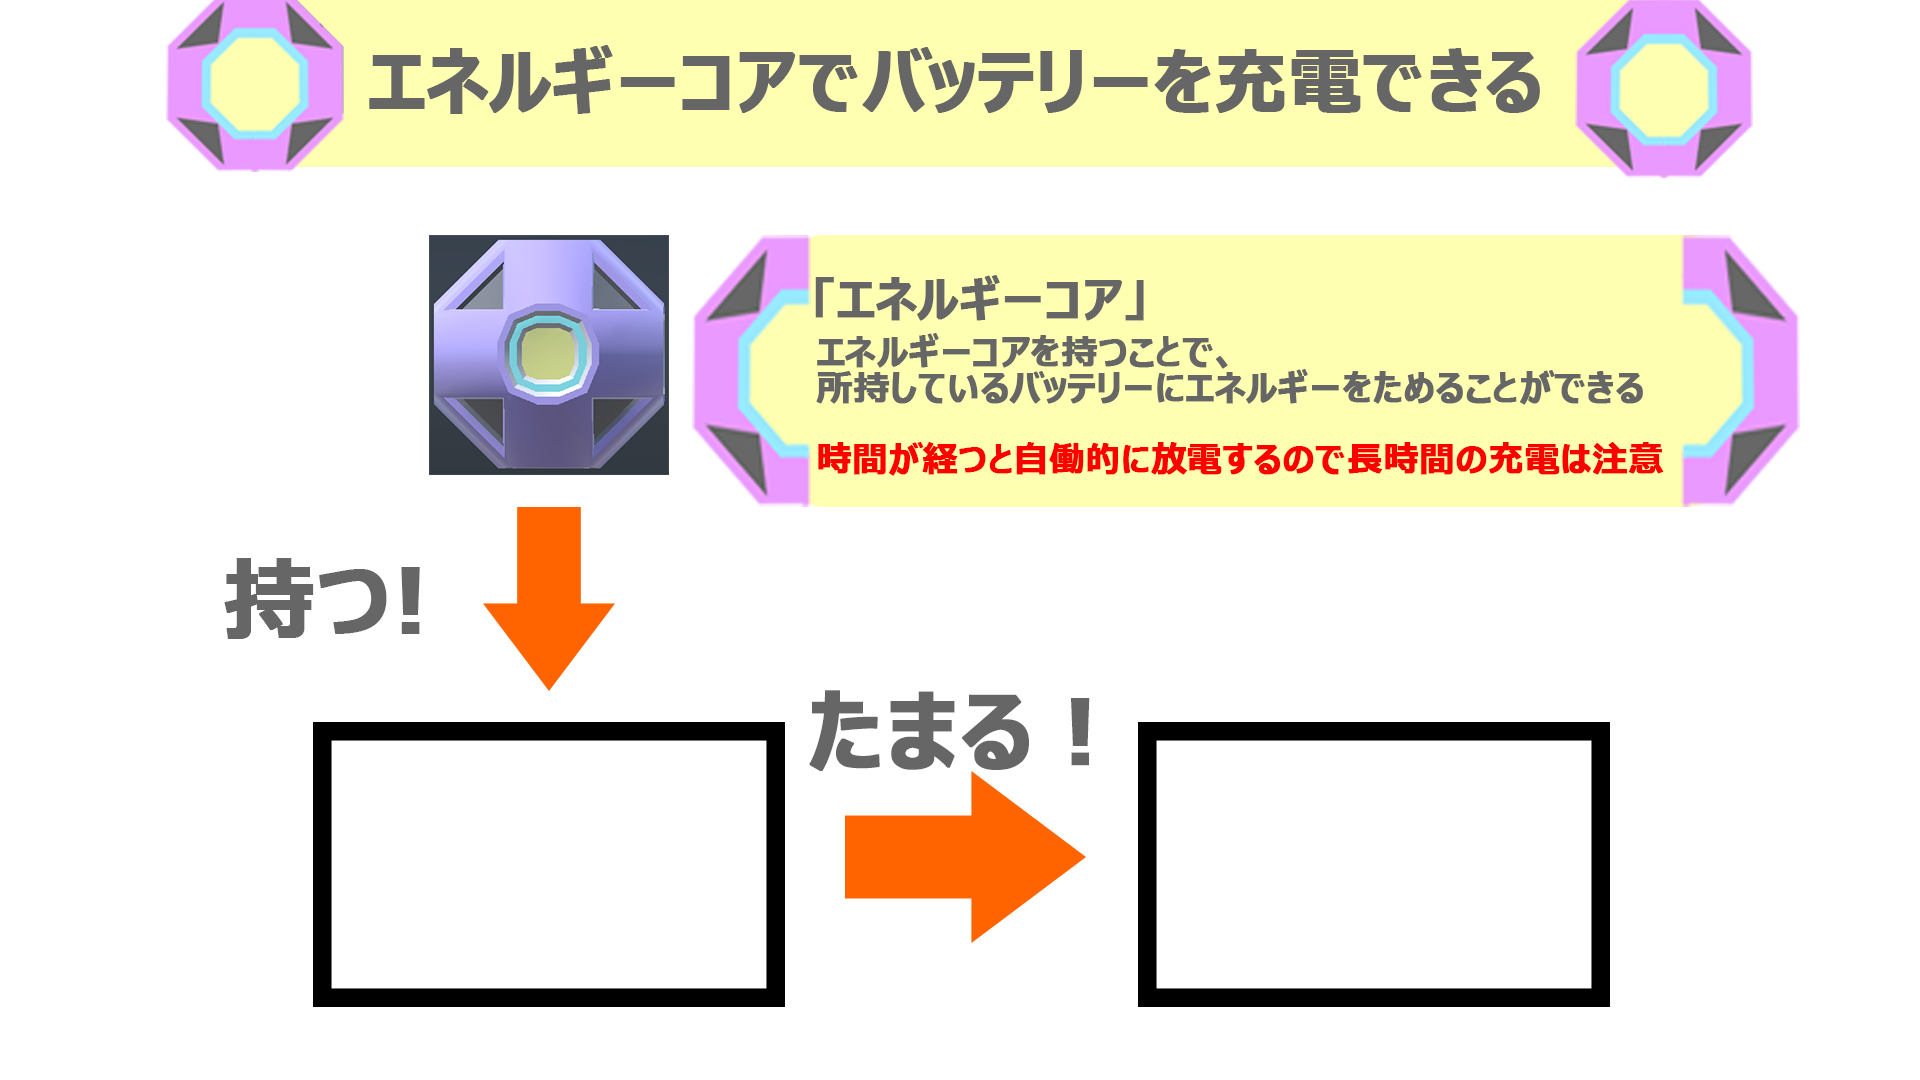 エネルギーコアでバッテリーを充電できる
「エネルギーコア」
エネルギーコアを持つことで、
所持しているバッテリーにエネルギーをためることができる
時間が経つと自働的に放電するので長時間の充電は注意
持つ!
たまる！